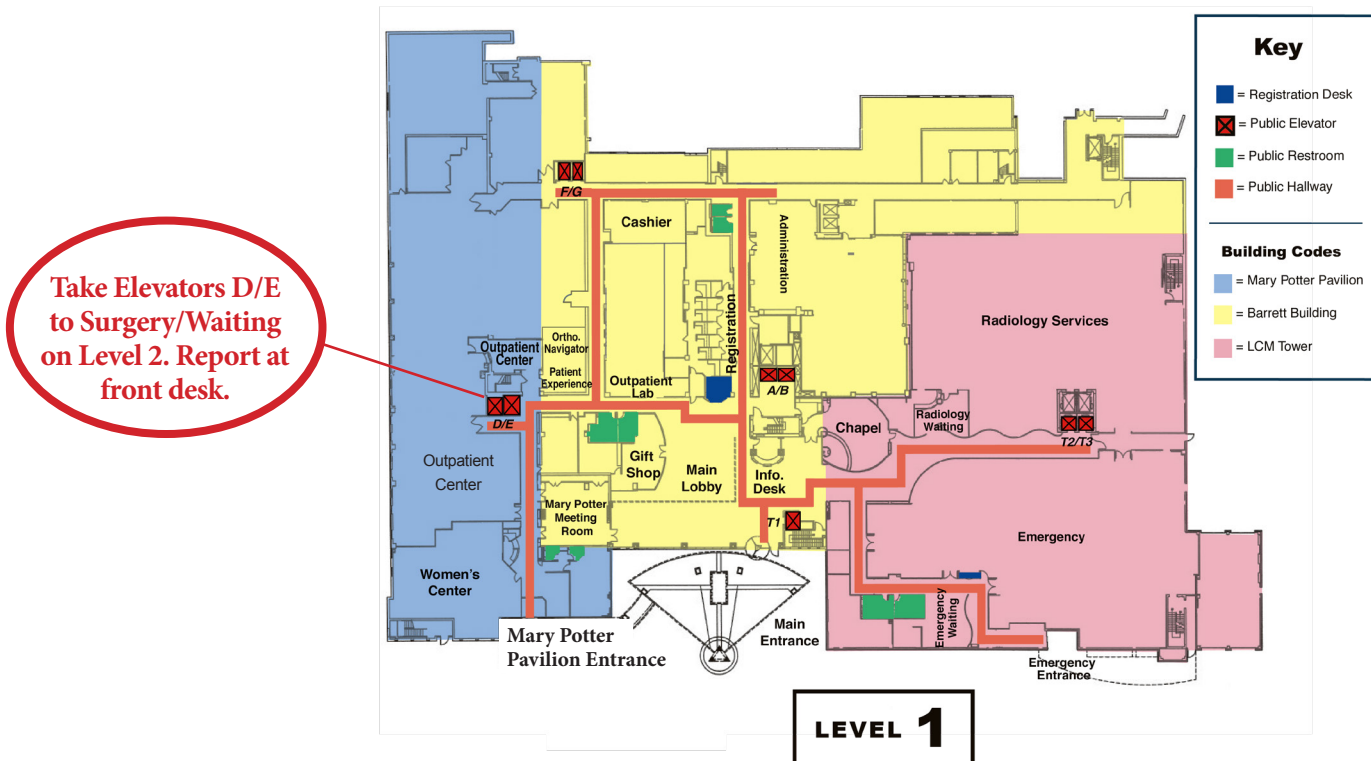 Key
= Registration Desk
= Public Elevator
= Public Restroom
= Public Hallway
Building Codes
= Mary Potter Pavilion
= Barrett Building
= LCM Tower
Take Elevators D/E
to Surgery/Waiting
on Level 2. Report at
front desk.
F/G
Cashier
Administration
Registration
Radiology Services
Outpatient
Center
Ortho.
Navigator
Patient
Experience
Outpatient
Lab
A/B
D/E
Chapel
Radiology
Waiting
T2/T3
Outpatient
Center
Gift
Shop
Main
Lobby
Info.
Desk
Mary Potter
Meeting
Room
T1
Emergency
Women's
Center
Emergency
Waiting
Mary Potter
Pavilion Entrance
Main
Entrance
Emergency
Entrance
LEVEL 1